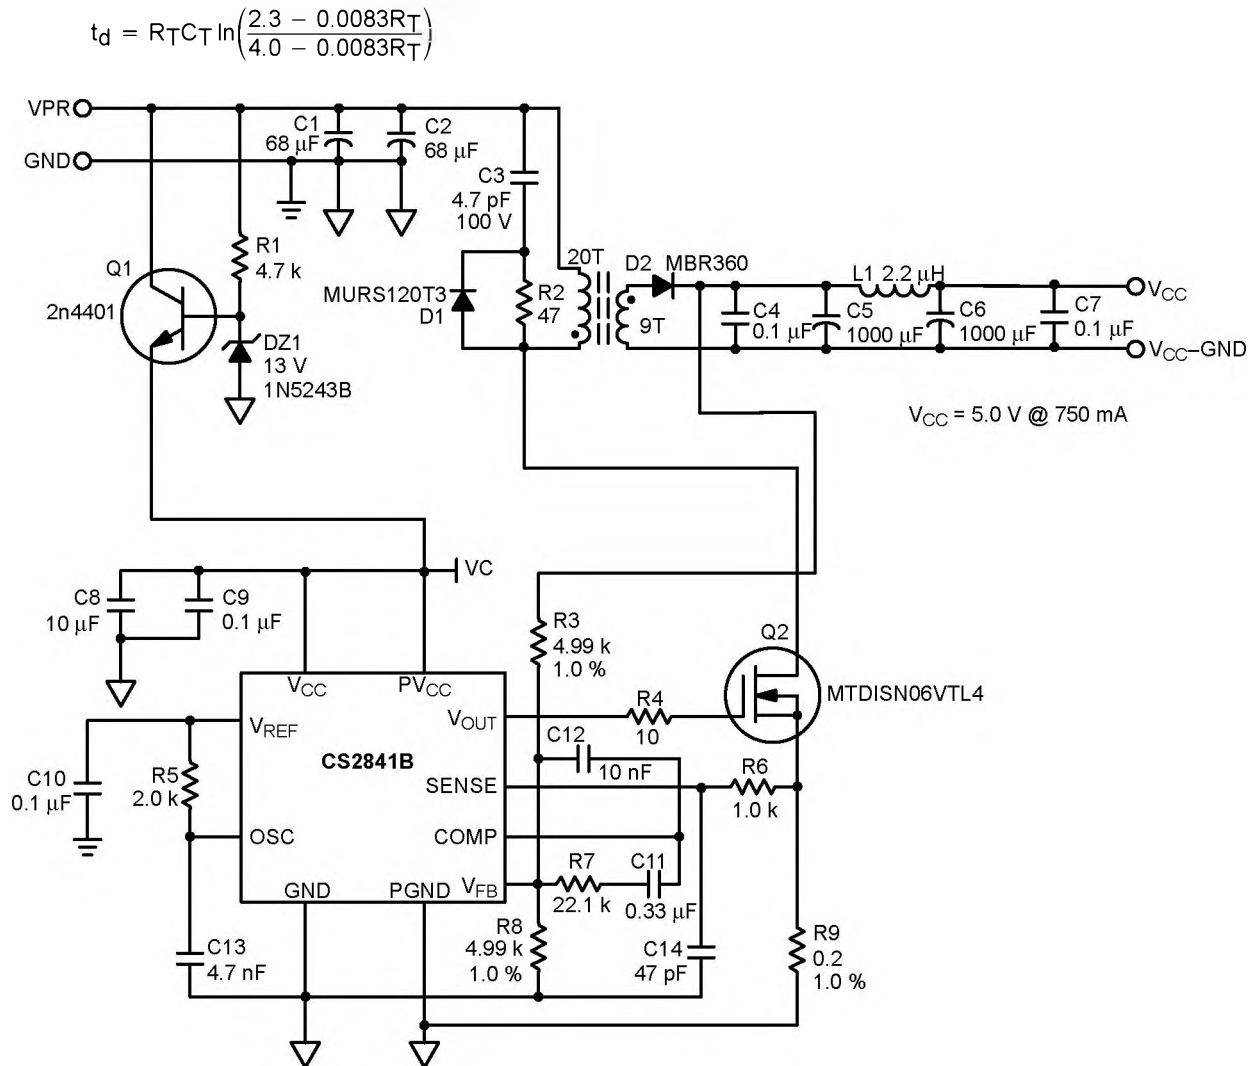 t_d = R_T C_T ln(2.3 – 0.0083R_T / 4.0 – 0.0083R_T)
VPR
GND
C1
68 µF
C2
68 µF
C3
4.7 pF
100 V
R1
4.7 k
Q1
2n4401
DZ1
13 V
1N5243B
MURS120T3
D1
R2
47
20T
9T
D2
MBR360
L1 2.2 µH
C4
0.1 µF
C5
1000 µF
C6
1000 µF
C7
0.1 µF
V_CC
V_CC–GND
V_CC = 5.0 V @ 750 mA
VC
C8
10 µF
C9
0.1 µF
R3
4.99 k
1.0 %
Q2
MTDISN06VTL4
V_CC
PV_CC
V_REF
V_OUT
CS2841B
SENSE
OSC
COMP
GND
PGND
V_FB
R4
10
C12
10 nF
R6
1.0 k
C10
0.1 µF
R5
2.0 k
R7
22.1 k
C11
0.33 µF
C13
4.7 nF
R8
4.99 k
1.0 %
C14
47 pF
R9
0.2
1.0 %